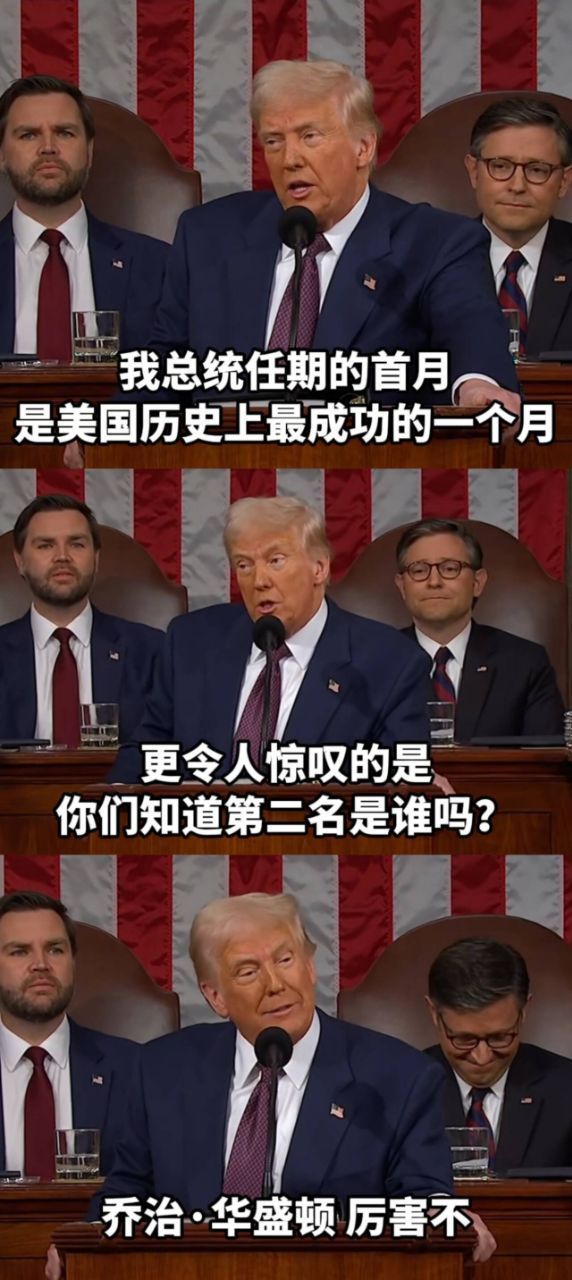 我总统任期的首月
是美国历史上最成功的一个月
更令人惊叹的是
你们知道第二名是谁吗?
乔治·华盛顿 厉害不